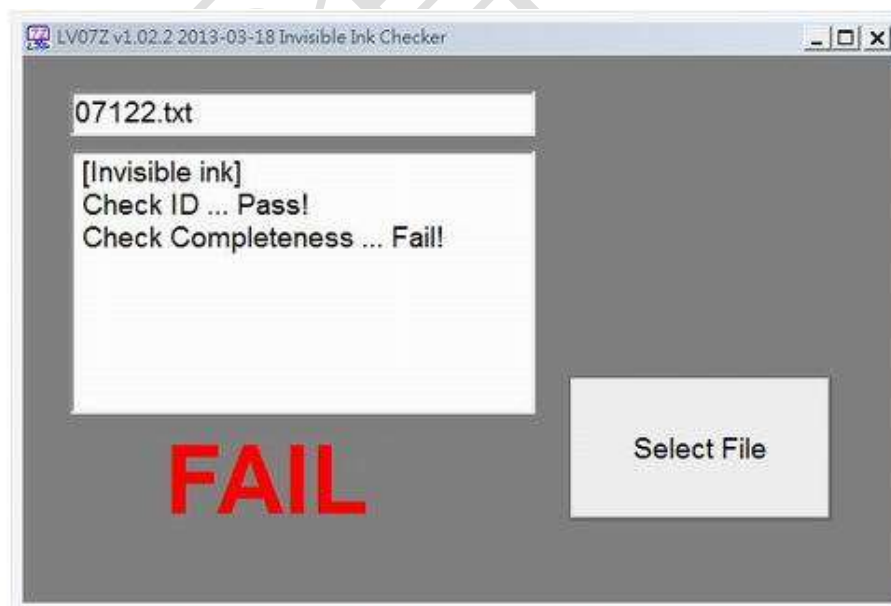 LV07Z v1.02.2 2013-03-18 Invisible Ink Checker
07122.txt
[Invisible ink]
Check ID ... Pass!
Check Completeness ... Fail!
Select File
FAIL